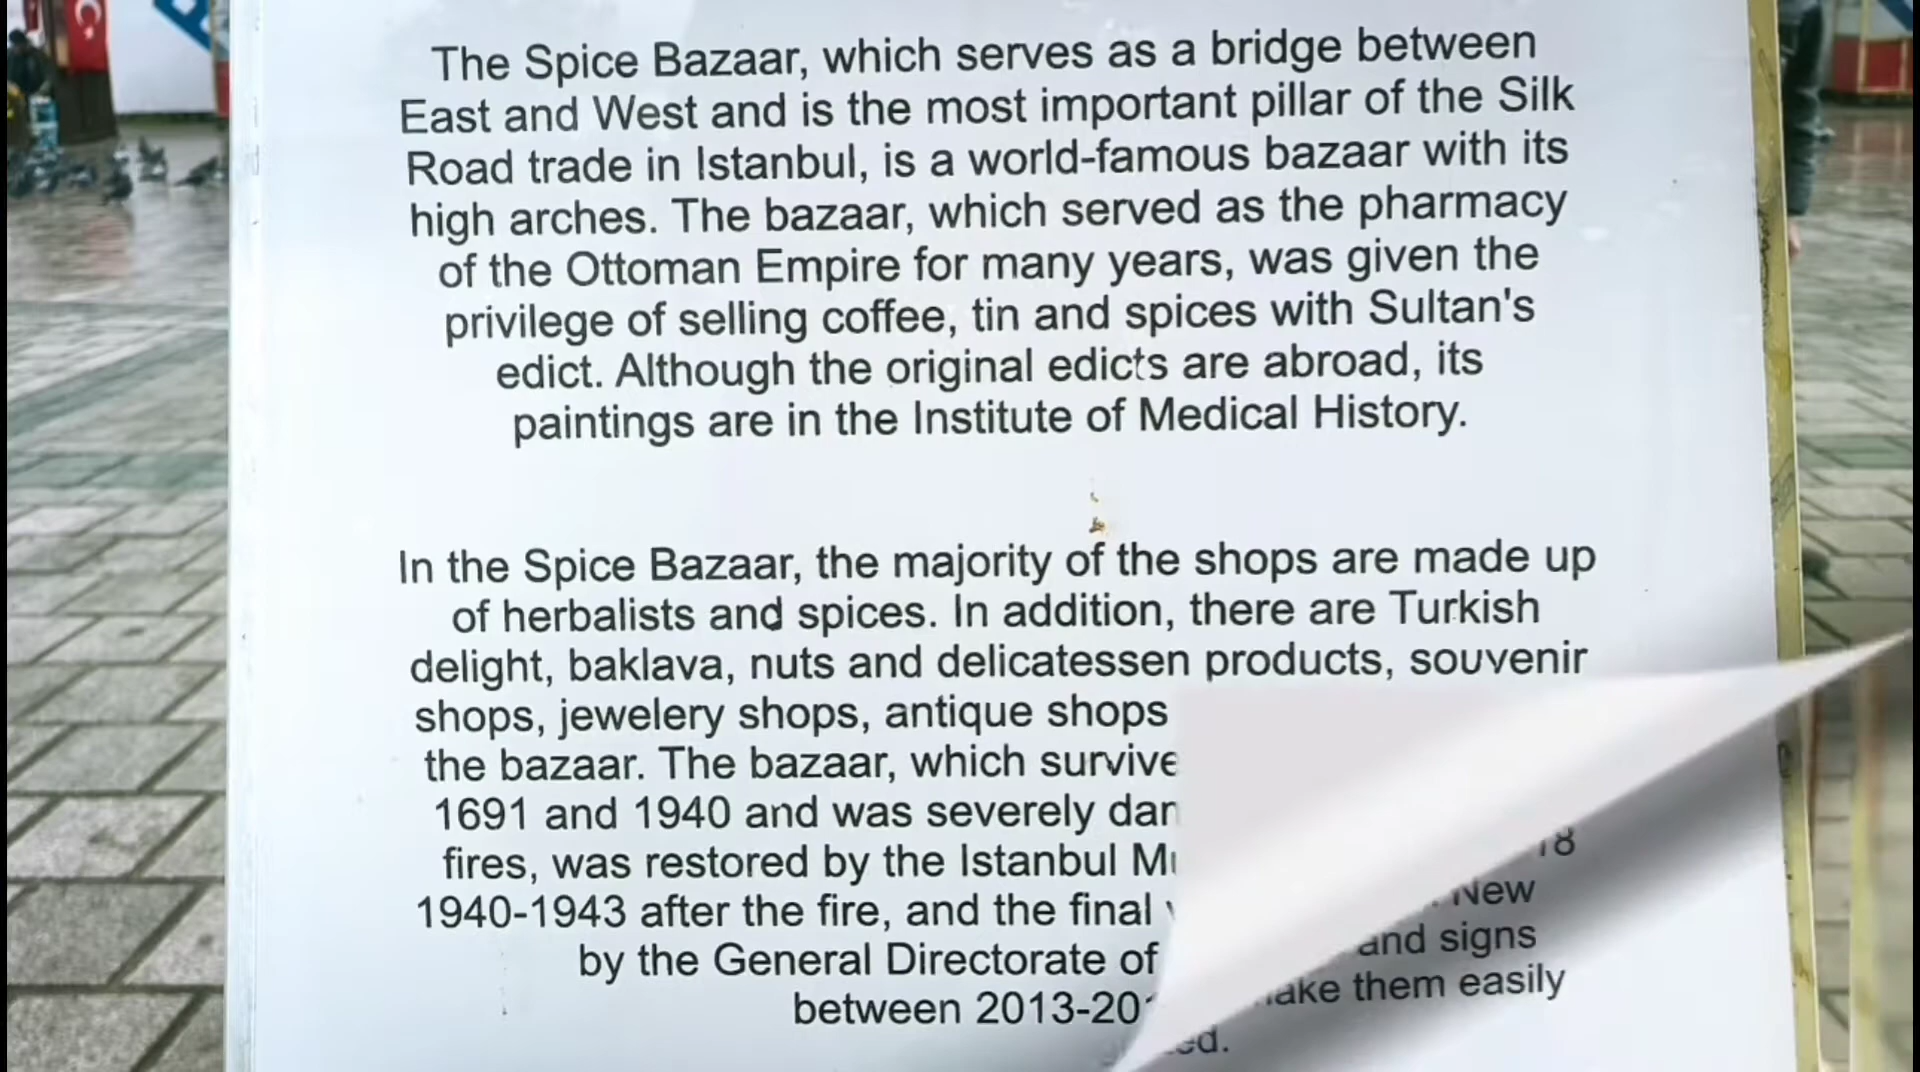 The Spice Bazaar, which serves as a bridge between
East and West and is the most important pillar of the Silk
Road trade in Istanbul, is a world-famous bazaar with its
high arches. The bazaar, which served as the pharmacy
of the Ottoman Empire for many years, was given the
privilege of selling coffee, tin and spices with Sultan's
edict. Although the original edicts are abroad, its
paintings are in the Institute of Medical History.
In the Spice Bazaar, the majority of the shops are made up
of herbalists and spices. In addition, there are Turkish
delight, baklava, nuts and delicatessen products, souvenir
shops, jewelery shops, antique shops
the bazaar. The bazaar, which
1691 and 1940 and was severely
fires, was restored by the Istanbul
1940-1943 after the fire, and the final
by the General Directorate of
between
New
and signs
them easily